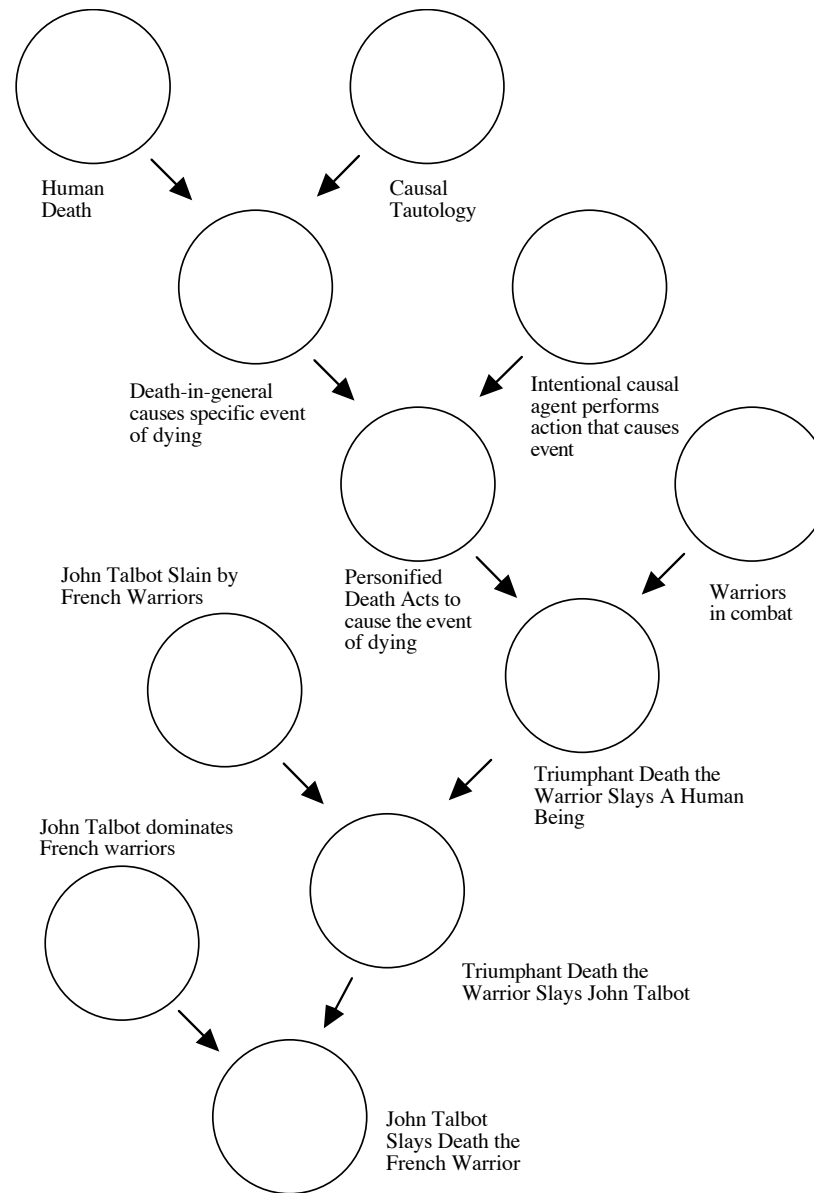 Human
Death
Causal
Tautology
Death-in-general
causes specific event
of dying
Intentional causal
agent performs
action that causes
event
John Talbot Slain by
French Warriors
Personified
Death Acts to
cause the event
of dying
Warriors
in combat
Triumphant Death the
Warrior Slays A Human
Being
John Talbot dominates
French warriors
Triumphant Death the
Warrior Slays John Talbot
John Talbot
Slays Death the
French Warrior